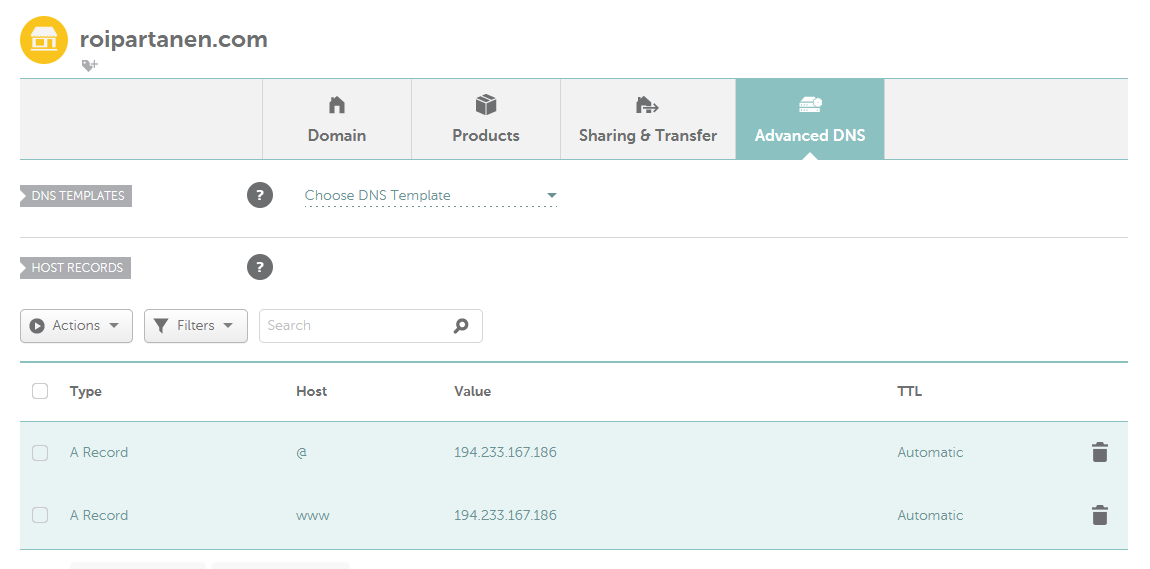 roipartanen.com
Domain
Products
Sharing & Transfer
Advanced DNS
DNS TEMPLATES
?
Choose DNS Template
HOST RECORDS
?
Actions
Filters
Search
Type Host Value TTL
A Record @ 194.233.167.186 Automatic
A Record www 194.233.167.186 Automatic